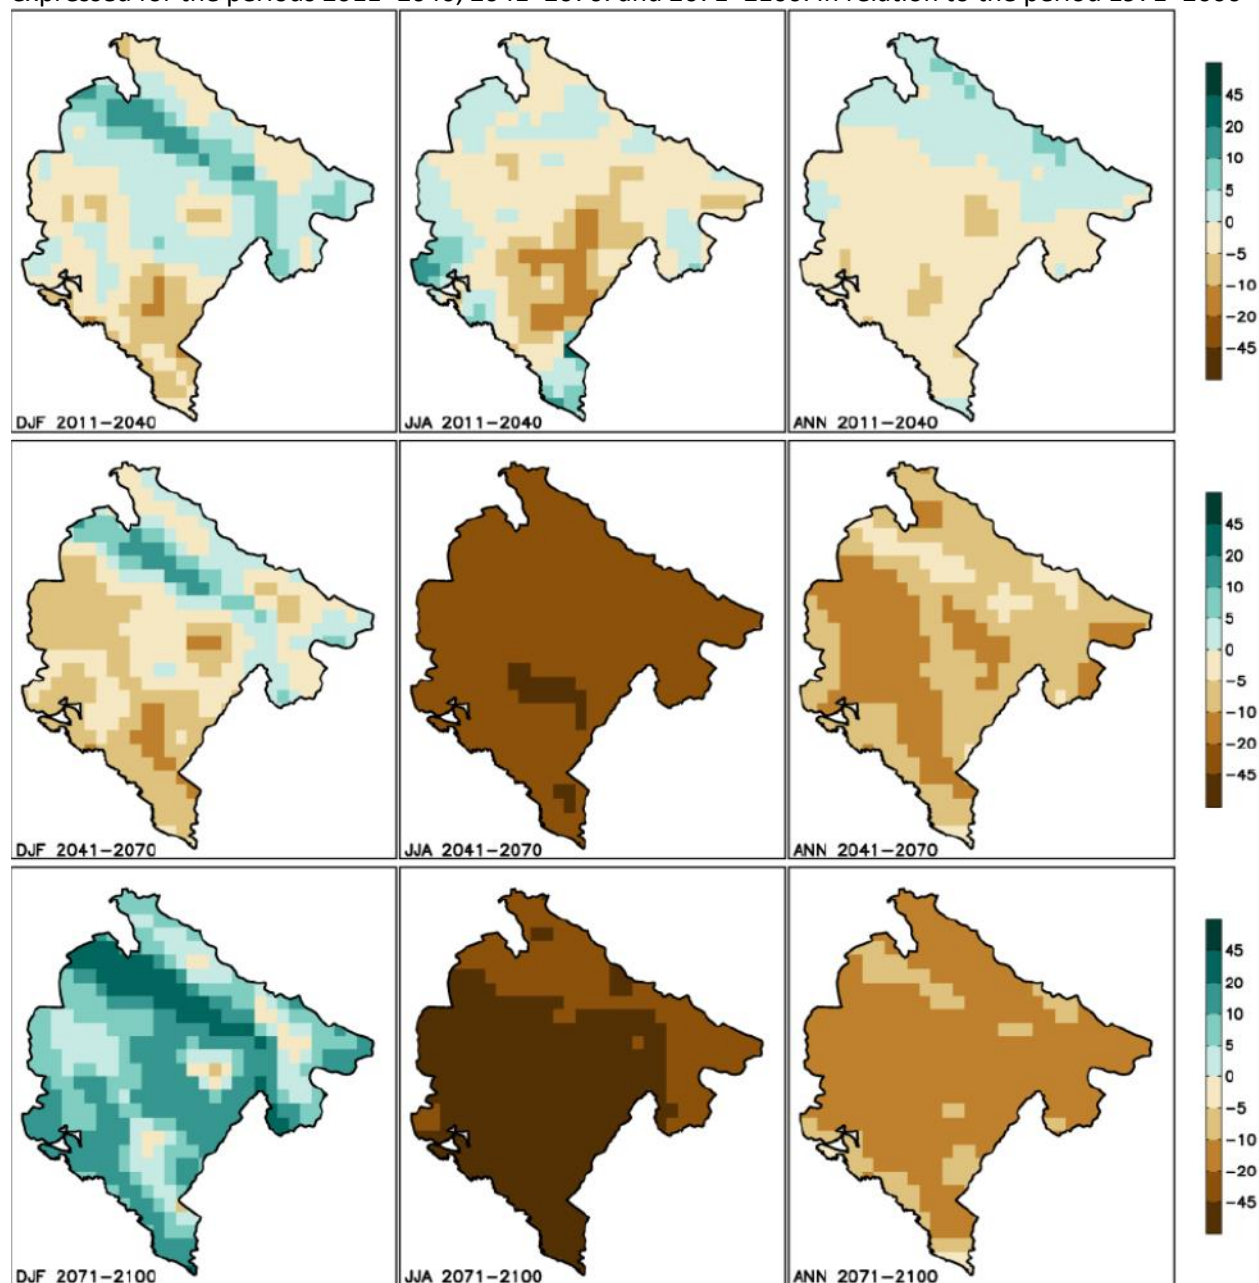 expressed for the periods 2011–2040, 2041–2070. and 2071–2100. in relation to the period 1971–2000
DJF 2011−2040
JJA 2011−2040
ANN 2011−2040
45
20
10
5
0
−5
−10
−20
−45
DJF 2041−2070
JJA 2041−2070
ANN 2041−2070
45
20
10
5
0
−5
−10
−20
−45
DJF 2071−2100
JJA 2071−2100
ANN 2071−2100
45
20
10
5
0
−5
−10
−20
−45